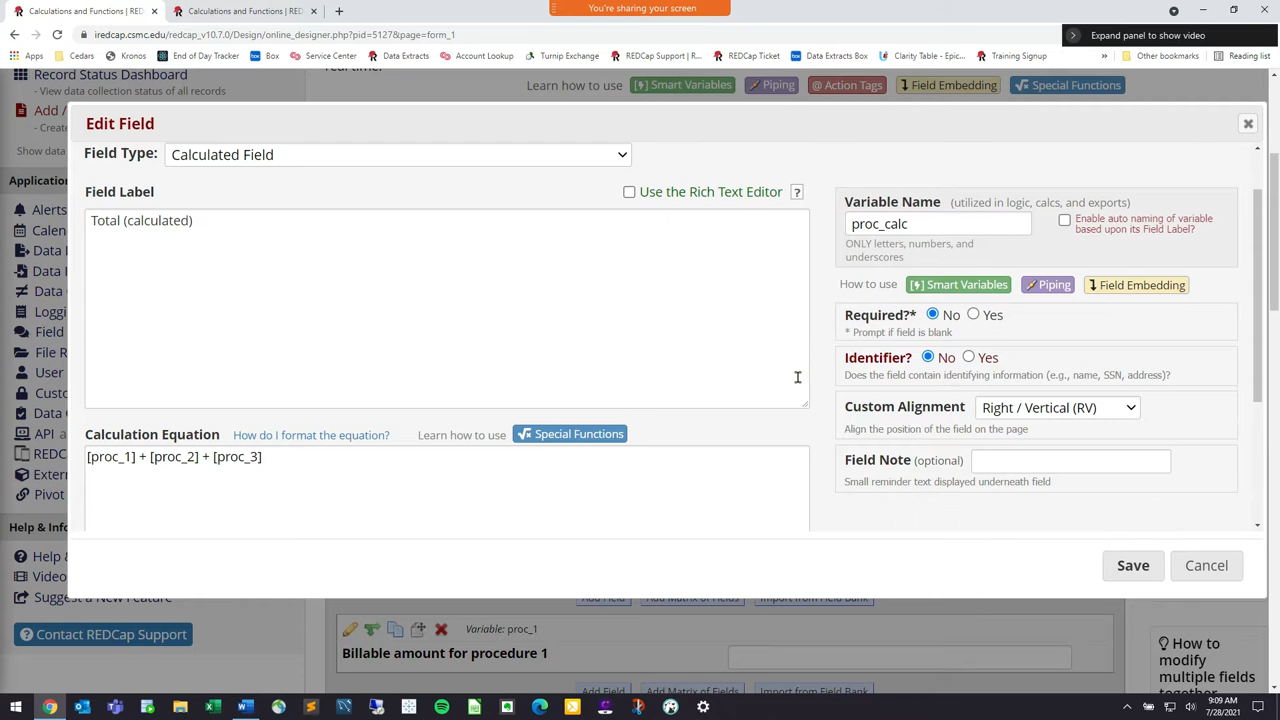 Calculations and Functions | RED
Calculations and Functions | RED
You're sharing your screen
iredcap.csmc.edu/redcap_v10.7.0/Design/online_designer.php?pid=5127&page=form_1
Expand panel to show video
Apps
Cedars
Kronos
End of Day Tracker
Box
Service Center
Data Extracts
Account Lookup
Turnip Exchange
REDCap Support | R...
REDCap Ticket
Data Extracts Box
Clarity Table - Epic...
Training Signup
»
Other bookmarks
Reading list
Record Status Dashboard
- View data collection status of all records
Learn how to use
[⚡] Smart Variables
Piping
@ Action Tags
Field Embedding
Special Functions
Add /
- Create
Show data
Application
Alerts
Calen
Data
Data I
Data C
Loggi
Field
File R
User
Custo
Data
API
REDC
Extern
Pivot
Help & Info
Help &
Video
Suggest a New Feature
Contact REDCap Support
Edit Field
Field Type:
Calculated Field
Field Label
Use the Rich Text Editor
?
Total (calculated)
Calculation Equation
How do I format the equation?
Learn how to use
Special Functions
[proc_1] + [proc_2] + [proc_3]
Variable Name (utilized in logic, calcs, and exports)
proc_calc
Enable auto naming of variable
based upon its Field Label?
ONLY letters, numbers, and
underscores
How to use
[⚡] Smart Variables
Piping
Field Embedding
Required?*
No
Yes
* Prompt if field is blank
Identifier?
No
Yes
Does the field contain identifying information (e.g., name, SSN, address)?
Custom Alignment
Right / Vertical (RV)
Align the position of the field on the page
Field Note (optional)
Small reminder text displayed underneath field
Save
Cancel
Add Field
Add Matrix of Fields
Import from Field Bank
Variable: proc_1
Billable amount for procedure 1
Add Field
Add Matrix of Fields
Import from Field Bank
How to
modify
multiple fields
together
9:09 AM
7/28/2021